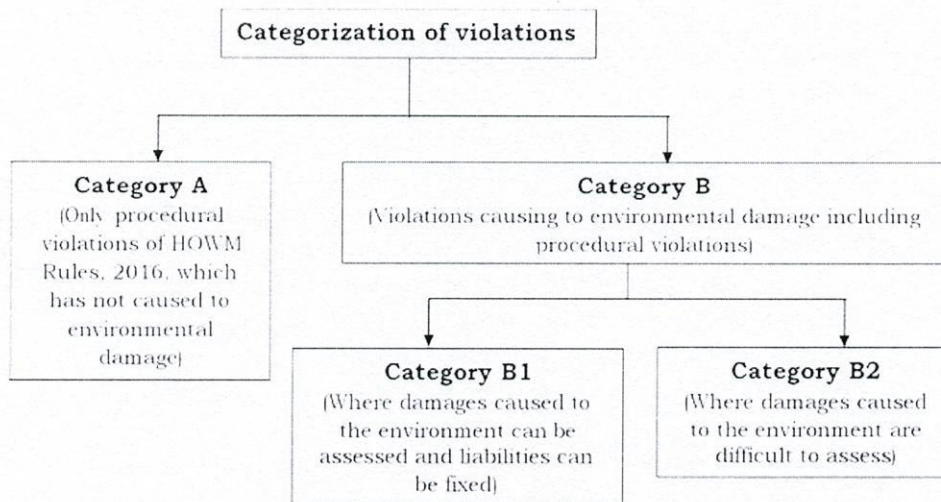 Categorization of violations
Category A
(Only procedural
violations of HOWM
Rules, 2016, which
has not caused to
environmental
damage)
Category B
(Violations causing to environmental damage including
procedural violations)
Category B1
(Where damages caused to
the environment can be
assessed and liabilities can
be fixed)
Category B2
(Where damages caused
to the environment are
difficult to assess)